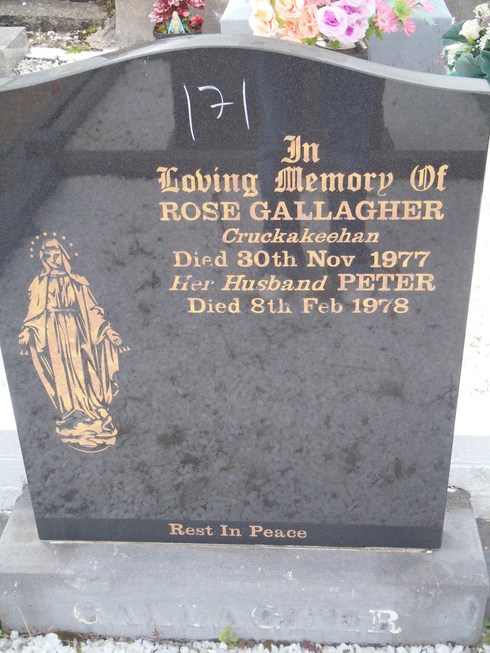 171
In
Loving Memory Of
ROSE GALLAGHER
Cruckakeehan
Died 30th Nov 1977
Her Husband PETER
Died 8th Feb 1978
Rest In Peace
GALLAGHER